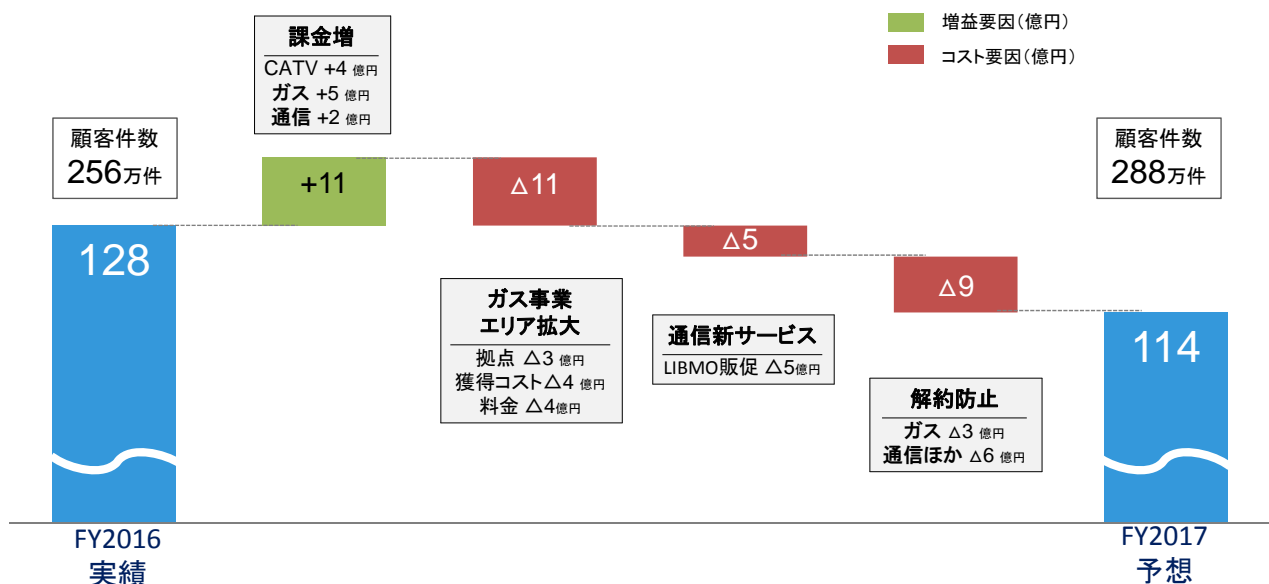 増益要因(億円)
コスト要因(億円)
課金増
CATV +4 億円
ガス +5 億円
通信 +2 億円
顧客件数
256万件
顧客件数
288万件
+11
△11
△5
△9
128
114
ガス事業
エリア拡大
拠点 △3 億円
獲得コスト△4 億円
料金 △4億円
通信新サービス
LIBMO販促 △5億円
解約防止
ガス △3 億円
通信ほか △6 億円
FY2016
実績
FY2017
予想